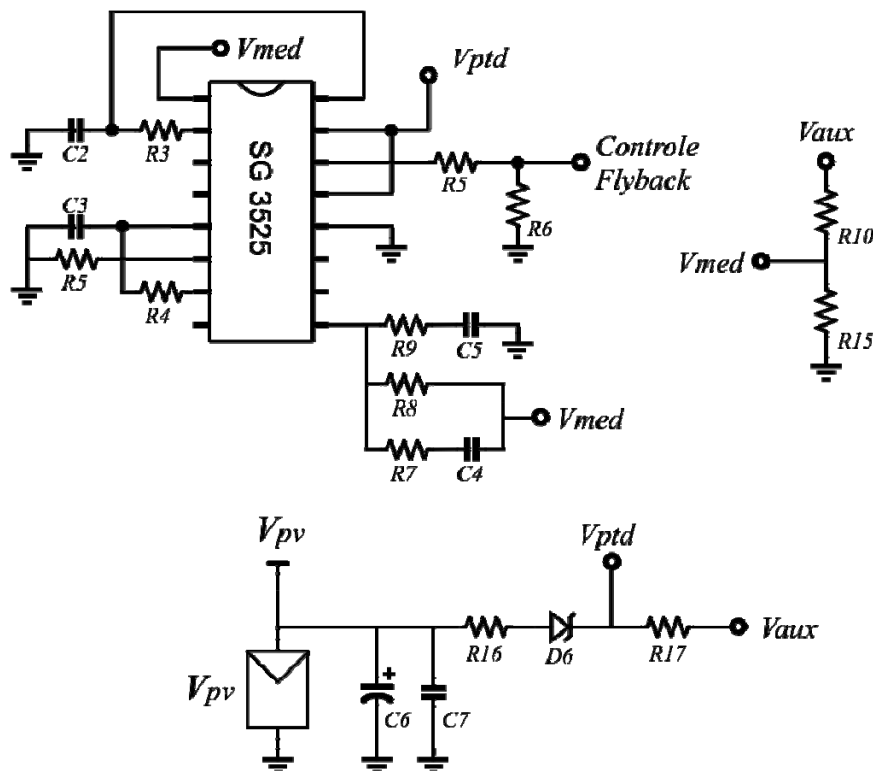 Vmed
Vptd
C2
R3
SG 3525
R5
Controle
Flyback
R6
Vaux
R10
Vmed
R15
C3
R5
R4
R9
C5
R8
Vmed
R7
C4
Vpv
Vptd
+
R16
D6
R17
Vaux
Vpv
C6
C7